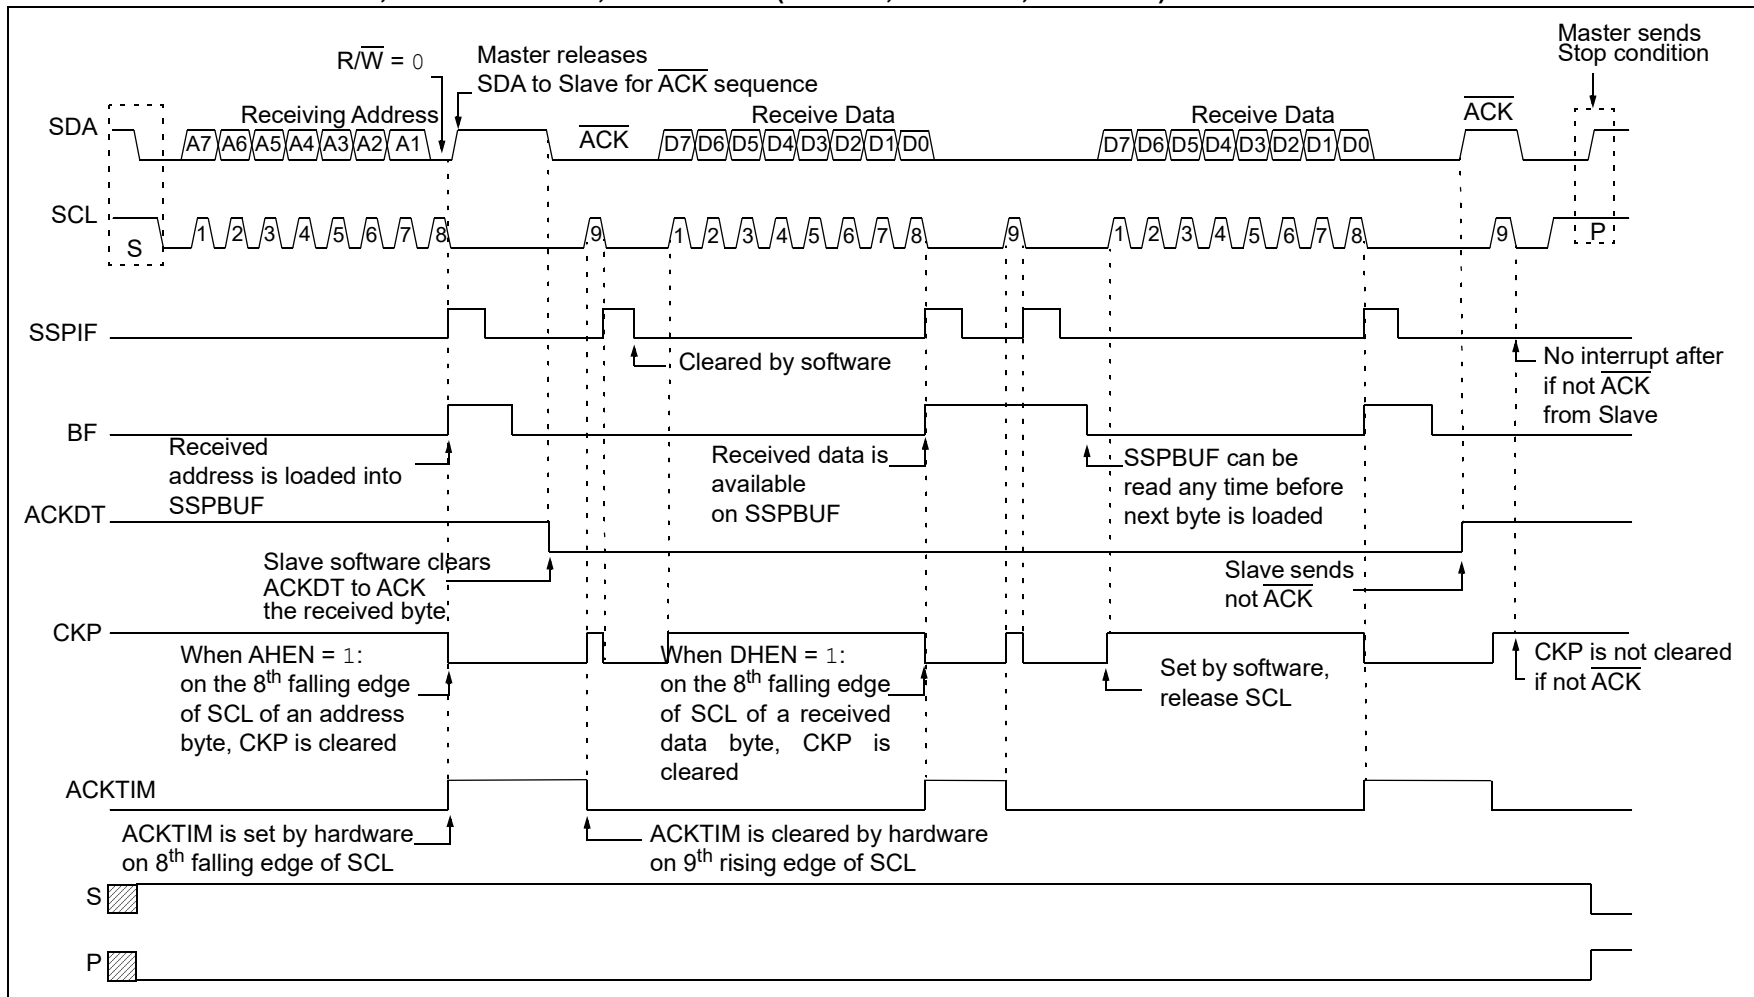 R/W = 0
Master releases
SDA to Slave for ACK sequence
Master sends
Stop condition
SDA
Receiving Address
ACK
Receive Data
Receive Data
ACK
A7 A6 A5 A4 A3 A2 A1
D7 D6 D5 D4 D3 D2 D1 D0
D7 D6 D5 D4 D3 D2 D1 D0
SCL
S
1 2 3 4 5 6 7 8 9
1 2 3 4 5 6 7 8 9
1 2 3 4 5 6 7 8 9
P
SSPIF
Cleared by software
No interrupt after
if not ACK
from Slave
BF
Received
address is loaded into
SSPBUF
Received data is
available
on SSPBUF
SSPBUF can be
read any time before
next byte is loaded
ACKDT
Slave software clears
ACKDT to ACK
the received byte
Slave sends
not ACK
CKP
When AHEN = 1:
on the 8th falling edge
of SCL of an address
byte, CKP is cleared
When DHEN = 1:
on the 8th falling edge
of SCL of a received
data byte, CKP is
cleared
Set by software,
release SCL
CKP is not cleared
if not ACK
ACKTIM
ACKTIM is set by hardware
on 8th falling edge of SCL
ACKTIM is cleared by hardware
on 9th rising edge of SCL
S
P